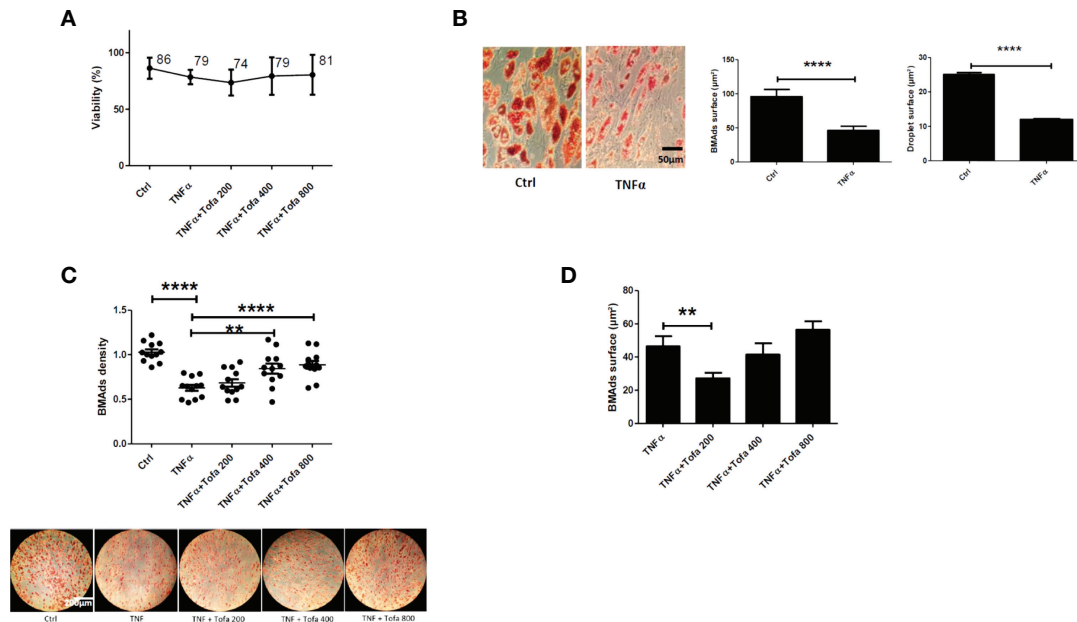 A
100
50
0
Viability (%)
86
79
74
79
81
Ctrl
TNFα
TNFα+Tofa 200
TNFα+Tofa 400
TNFα+Tofa 800
B
50μm
Ctrl
TNFα
BMAds surface (μm²)
150
100
50
0
****
Ctrl
TNFα
Droplet surface (μm²)
30
20
10
0
****
Ctrl
TNFα
C
BMAds density
1.5
1.0
0.5
0.0
****
****
**
Ctrl
TNFα
TNFα+Tofa 200
TNFα+Tofa 400
TNFα+Tofa 800
200μm
Ctrl
TNF
TNF + Tofa 200
TNF + Tofa 400
TNF + Tofa 800
D
BMAds surface (μm²)
80
60
40
20
0
**
TNFα
TNFα+Tofa 200
TNFα+Tofa 400
TNFα+Tofa 800